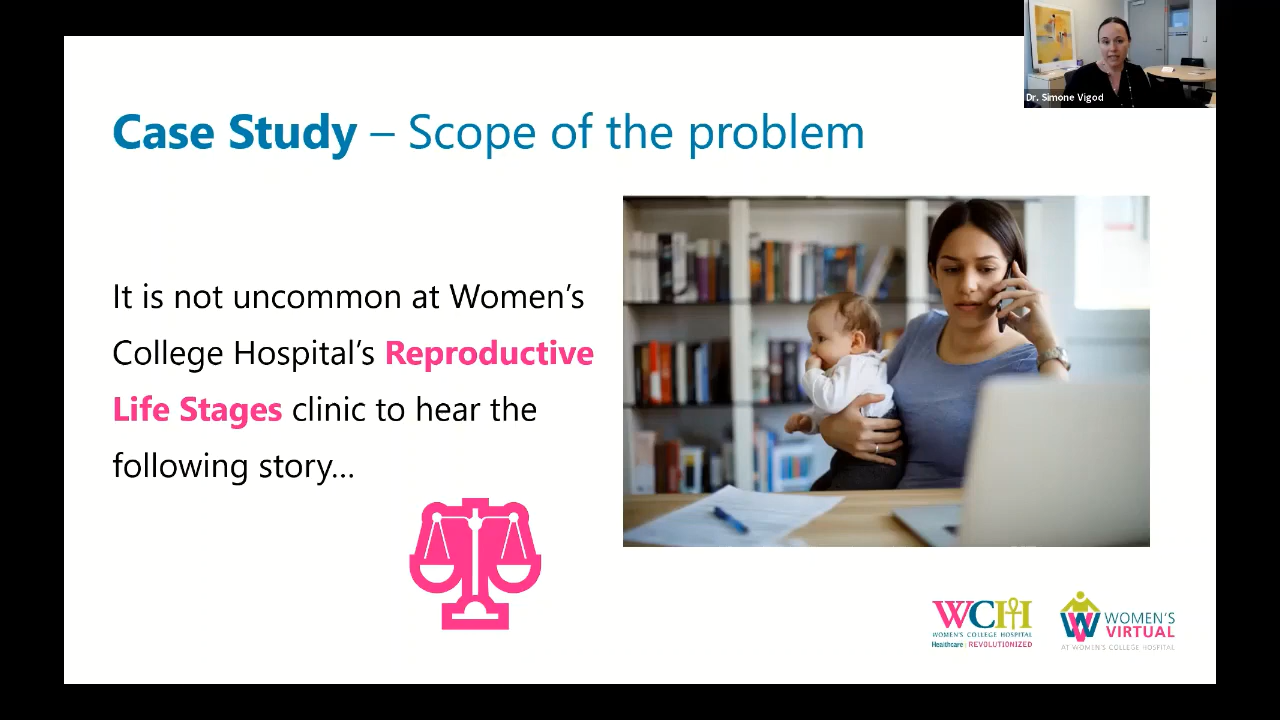 Dr. Simone Vigod
Case Study – Scope of the problem
It is not uncommon at Women’s
College Hospital’s Reproductive
Life Stages clinic to hear the
following story...
WCH
WOMEN'S COLLEGE HOSPITAL
Healthcare | REVOLUTIONIZED
W
WOMEN'S
VIRTUAL
AT WOMEN'S COLLEGE HOSPITAL